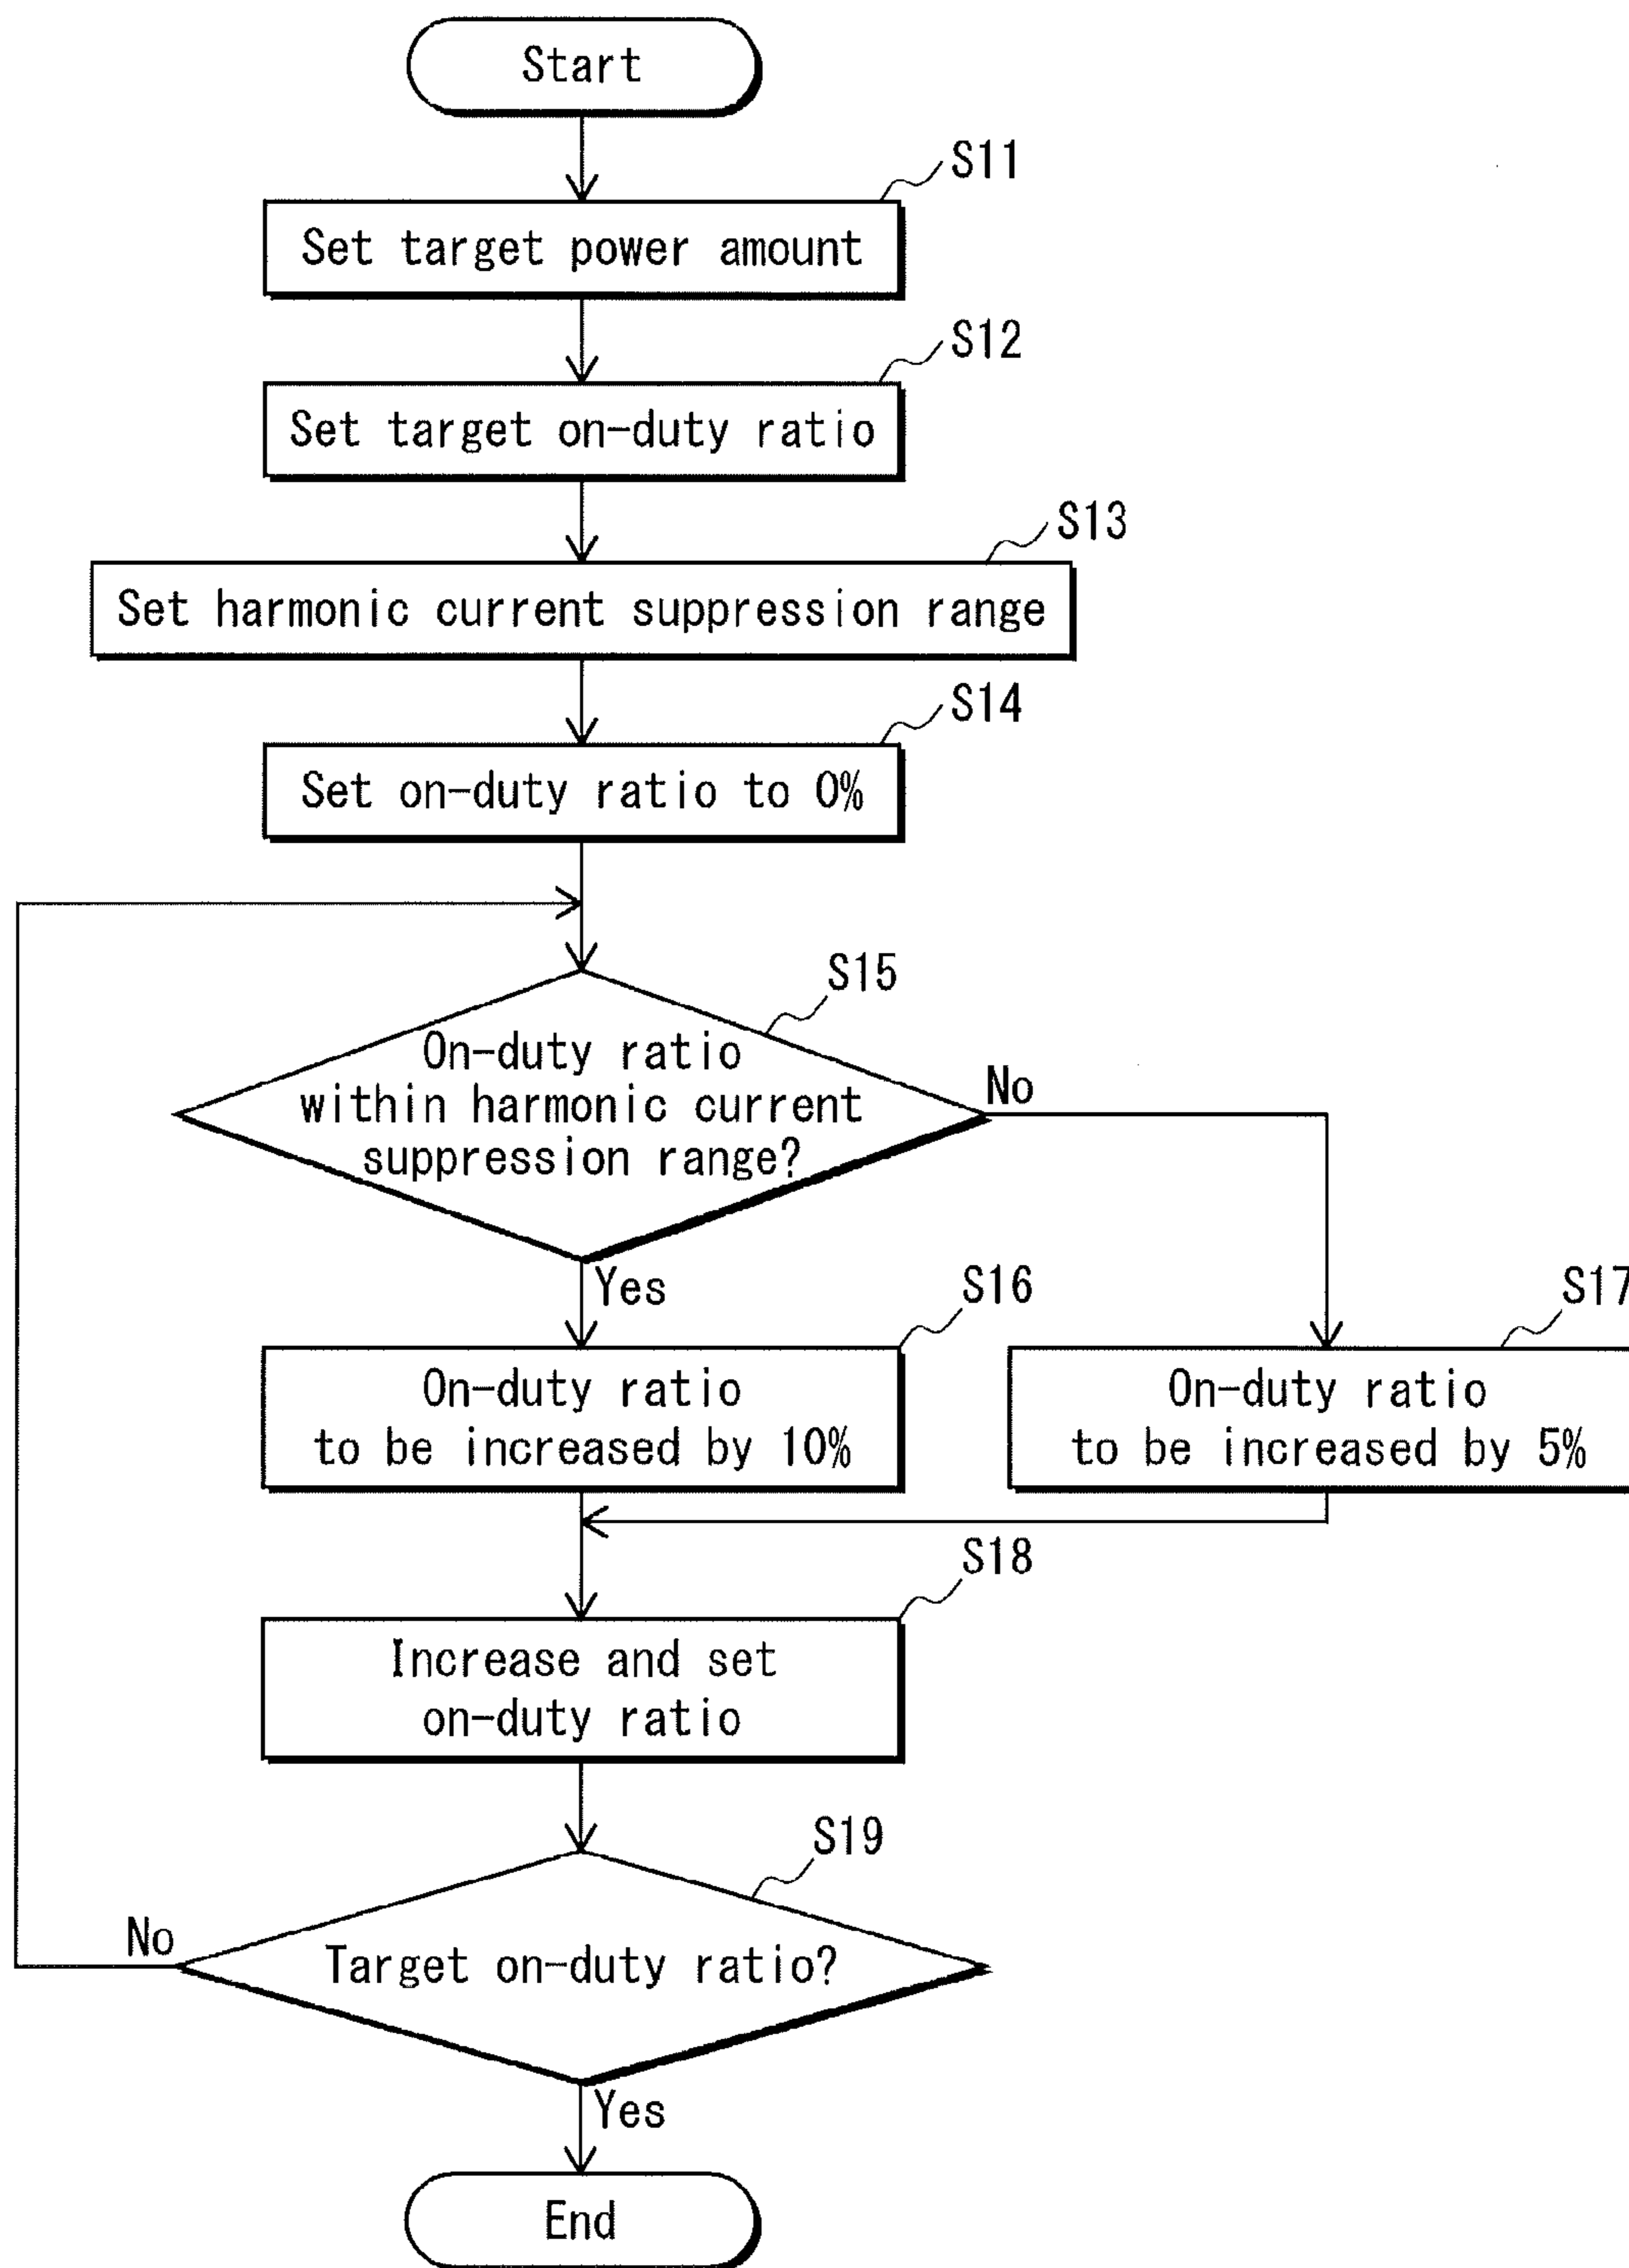 Start
S11
Set target power amount
S12
Set target on-duty ratio
S13
Set harmonic current suppression range
S14
Set on-duty ratio to 0%
S15
On-duty ratio
within harmonic current
suppression range?
No
Yes
S16
On-duty ratio
to be increased by 10%
S17
On-duty ratio
to be increased by 5%
S18
Increase and set
on-duty ratio
S19
Target on-duty ratio?
No
Yes
End